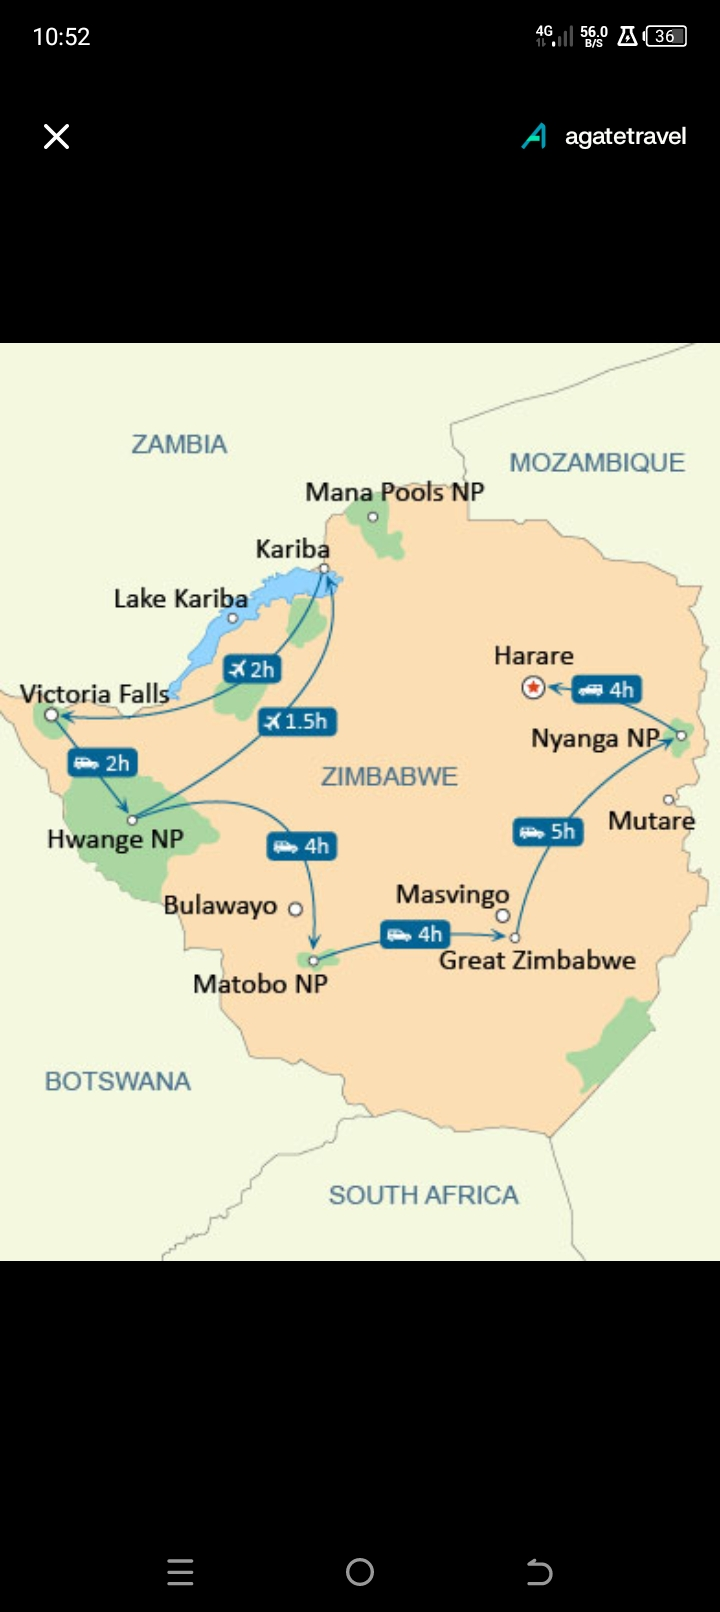 10:52
4G
56.0
B/S
36
agatetravel
ZAMBIA
MOZAMBIQUE
Mana Pools NP
Kariba
Lake Kariba
Harare
2h
4h
Victoria Falls
1.5h
Nyanga NP
2h
ZIMBABWE
Mutare
Hwange NP
5h
4h
Masvingo
Bulawayo
4h
Great Zimbabwe
Matobo NP
BOTSWANA
SOUTH AFRICA